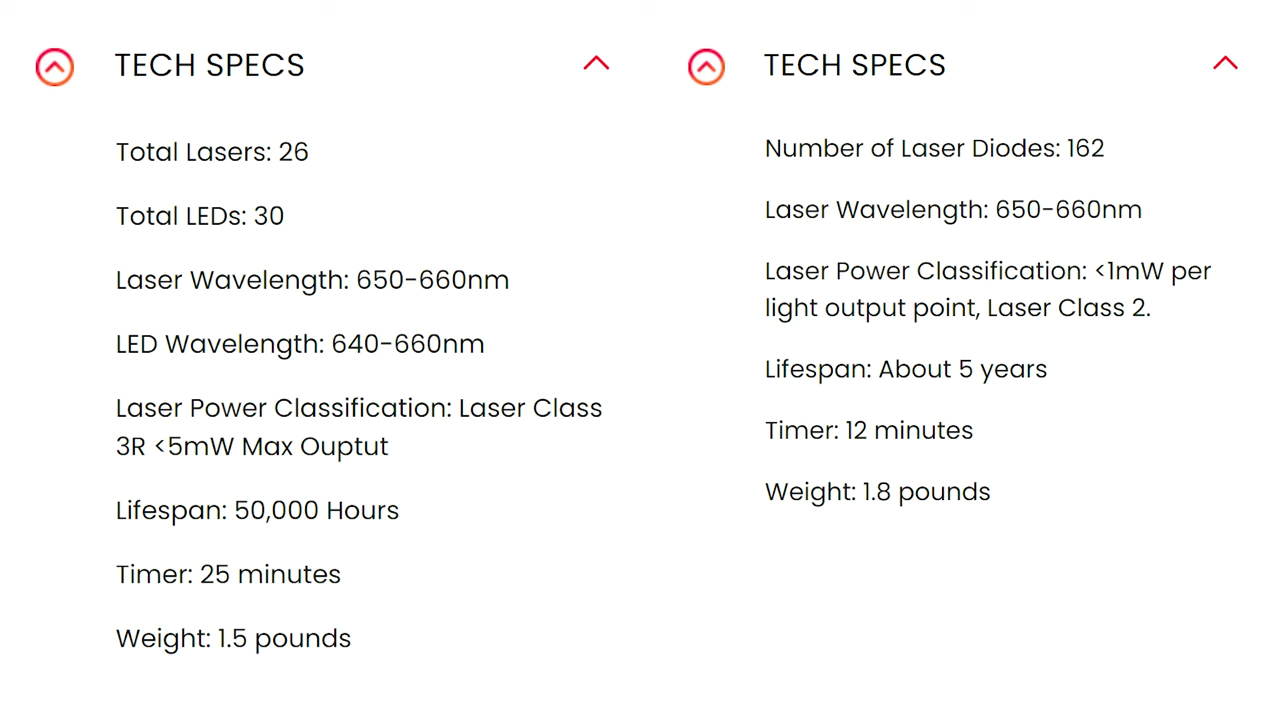 TECH SPECS
Total Lasers: 26
Total LEDs: 30
Laser Wavelength: 650-660nm
LED Wavelength: 640-660nm
Laser Power Classification: Laser Class
3R <5mW Max Ouptut
Lifespan: 50,000 Hours
Timer: 25 minutes
Weight: 1.5 pounds
TECH SPECS
Number of Laser Diodes: 162
Laser Wavelength: 650-660nm
Laser Power Classification: <1mW per
light output point, Laser Class 2.
Lifespan: About 5 years
Timer: 12 minutes
Weight: 1.8 pounds